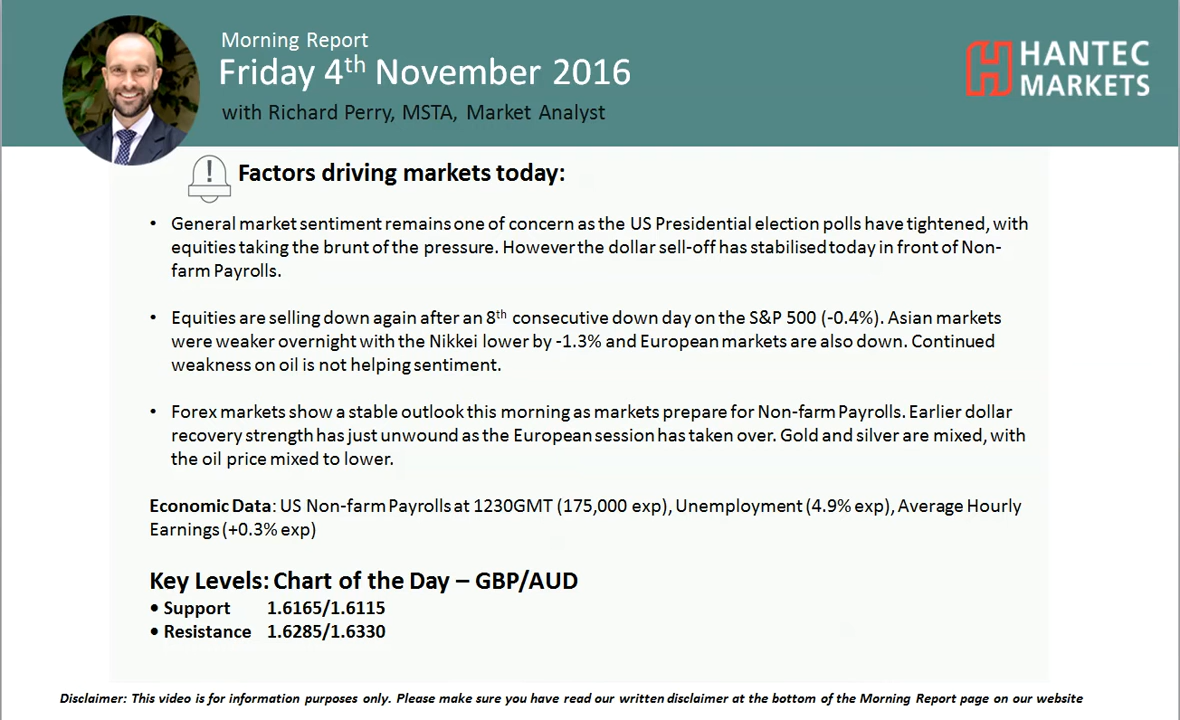 Morning Report
Friday 4th November 2016
with Richard Perry, MSTA, Market Analyst
HANTEC
MARKETS
Factors driving markets today:
• General market sentiment remains one of concern as the US Presidential election polls have tightened, with
equities taking the brunt of the pressure. However the dollar sell-off has stabilised today in front of Non-
farm Payrolls.
• Equities are selling down again after an 8th consecutive down day on the S&P 500 (-0.4%). Asian markets
were weaker overnight with the Nikkei lower by -1.3% and European markets are also down. Continued
weakness on oil is not helping sentiment.
• Forex markets show a stable outlook this morning as markets prepare for Non-farm Payrolls. Earlier dollar
recovery strength has just unwound as the European session has taken over. Gold and silver are mixed, with
the oil price mixed to lower.
Economic Data: US Non-farm Payrolls at 1230GMT (175,000 exp), Unemployment (4.9% exp), Average Hourly
Earnings (+0.3% exp)
Key Levels: Chart of the Day – GBP/AUD
• Support 1.6165/1.6115
• Resistance 1.6285/1.6330
Disclaimer: This video is for information purposes only. Please make sure you have read our written disclaimer at the bottom of the Morning Report page on our website